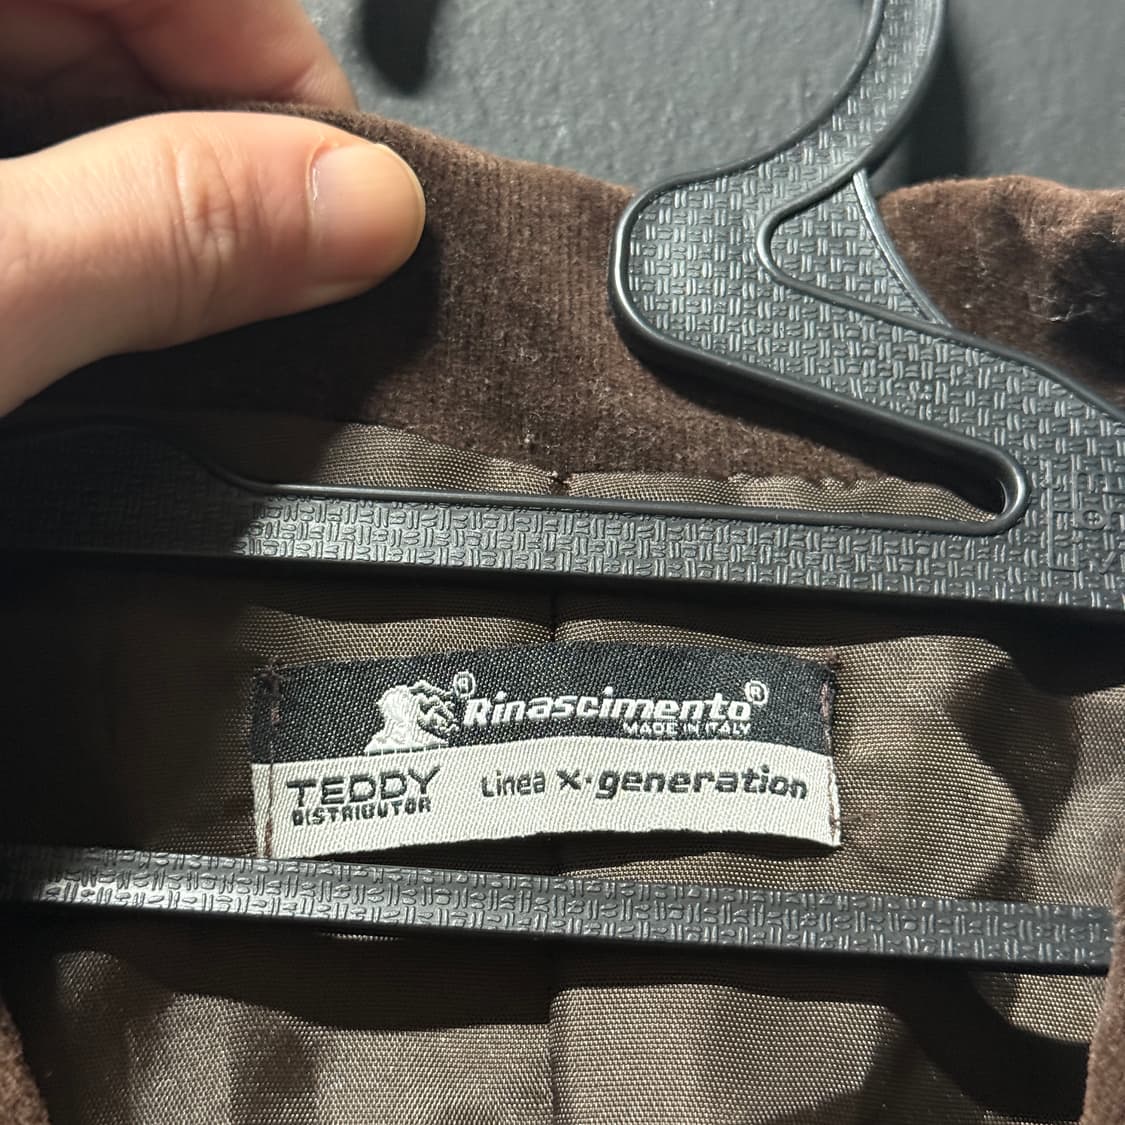 ® Rinascimento®
MADE IN ITALY
TEDDY
DISTRIBUTOR
Linea x·generation